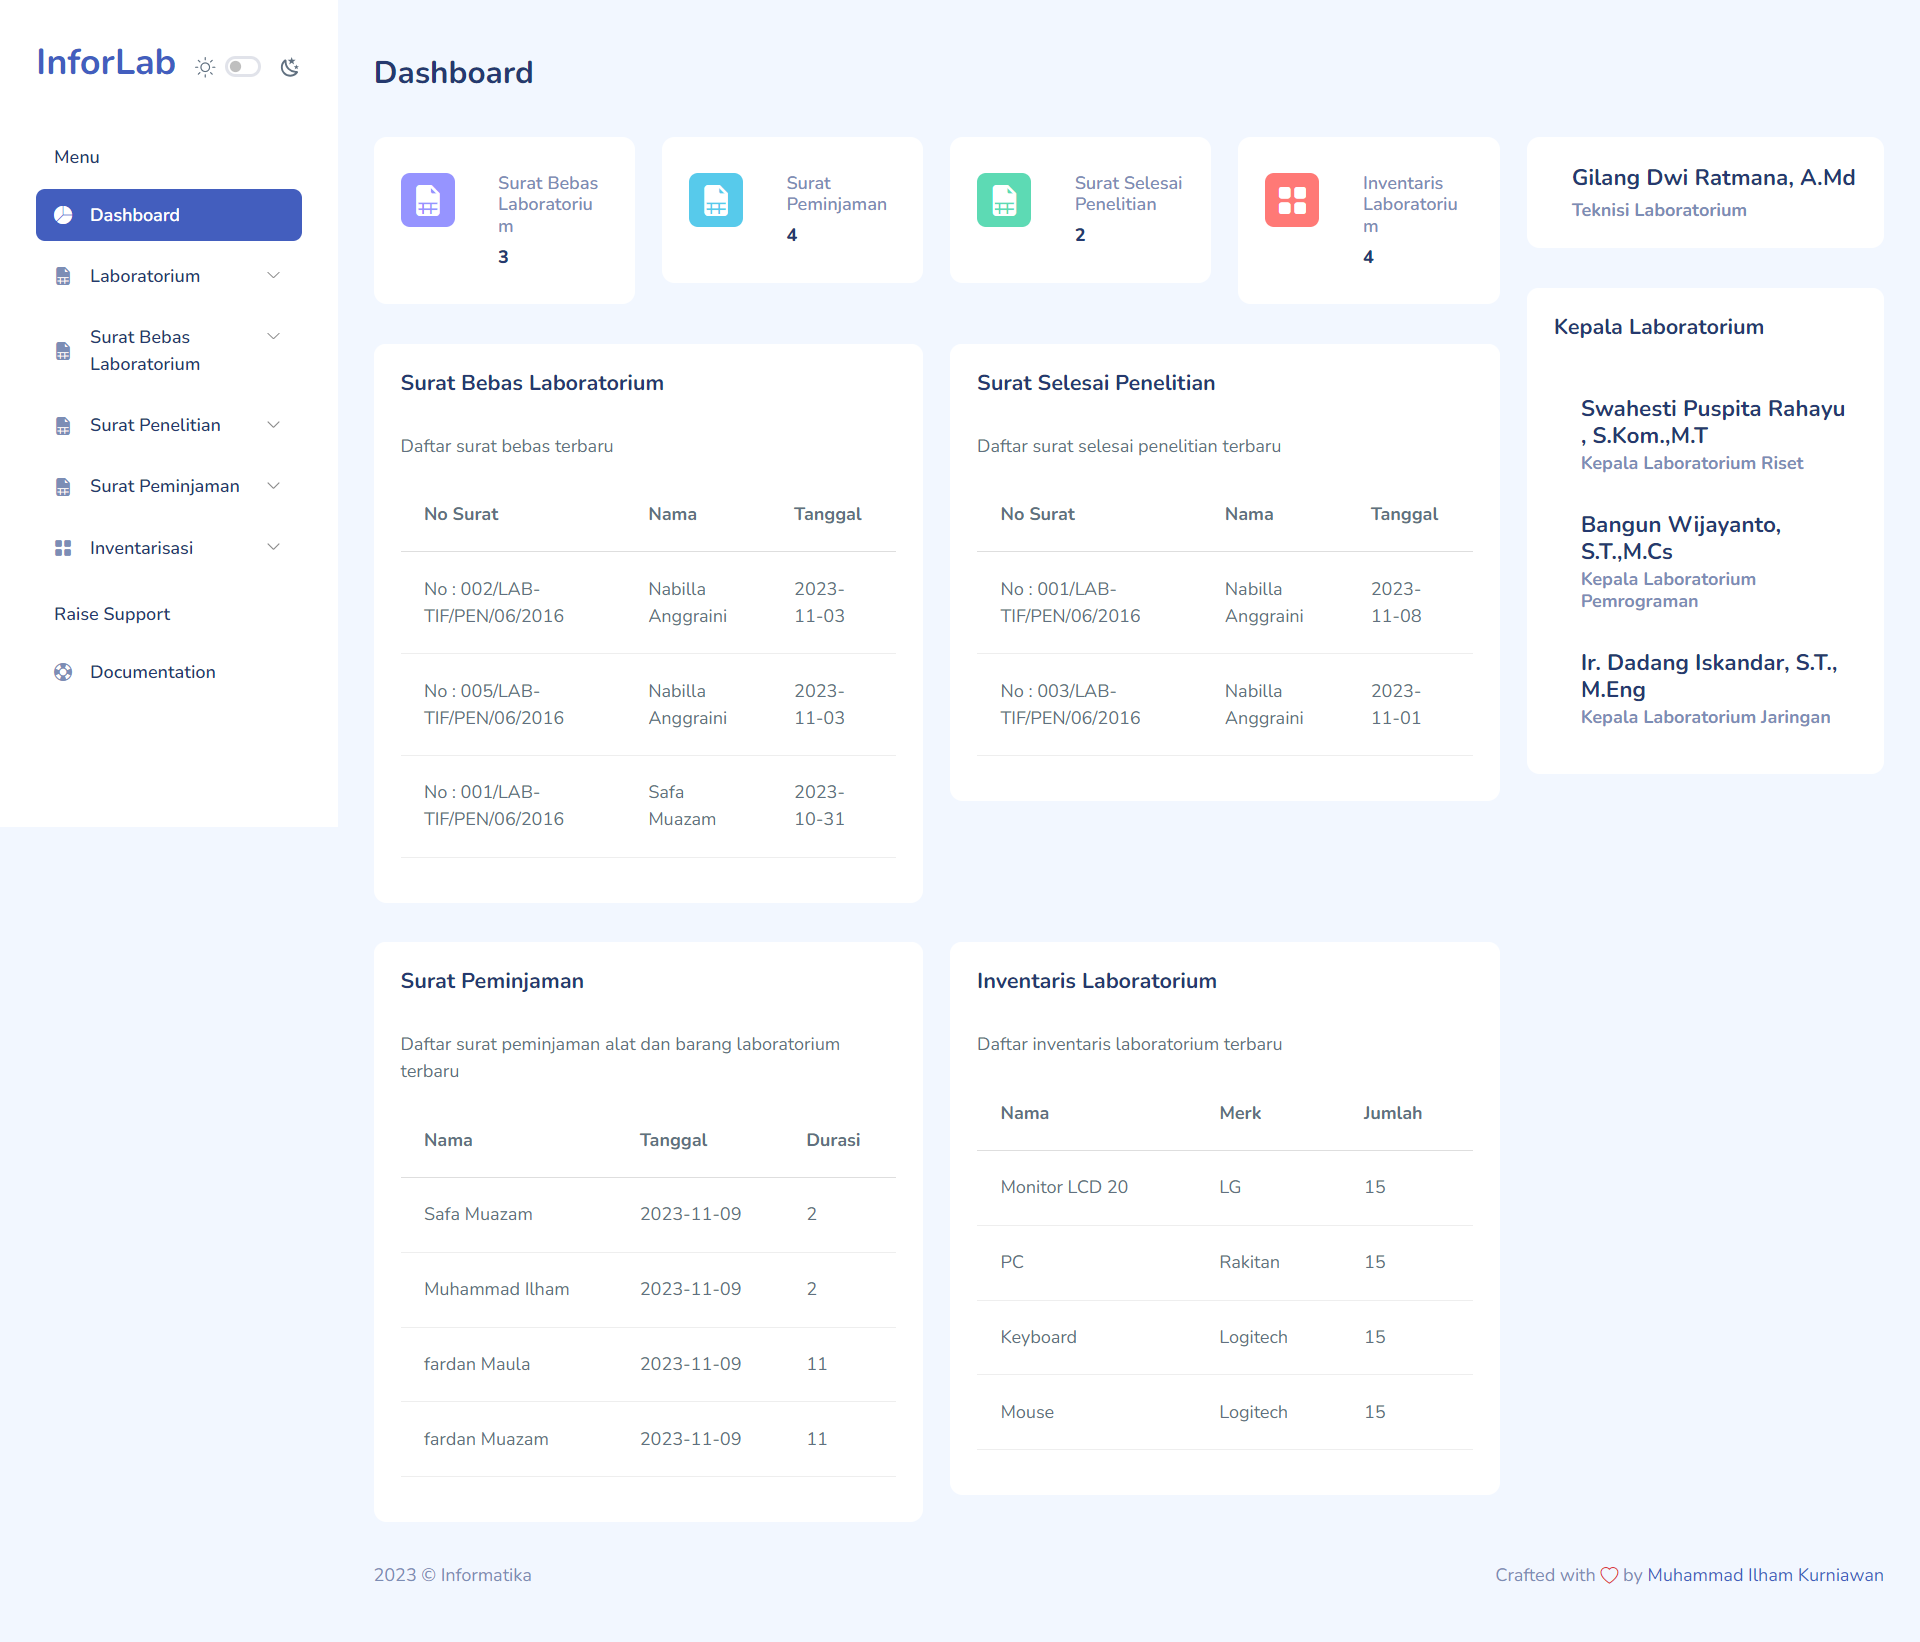 InforLab
Menu
Dashboard
Laboratorium
Surat Bebas
Laboratorium
Surat Penelitian
Surat Peminjaman
Inventarisasi
Raise Support
Documentation
Dashboard
Surat Bebas
Laboratoriu
m
3
Surat
Peminjaman
4
Surat Selesai
Penelitian
2
Inventaris
Laboratoriu
m
4
Gilang Dwi Ratmana, A.Md
Teknisi Laboratorium
Kepala Laboratorium
Swahesti Puspita Rahayu
, S.Kom.,M.T
Kepala Laboratorium Riset
Bangun Wijayanto,
S.T.,M.Cs
Kepala Laboratorium
Pemrograman
Ir. Dadang Iskandar, S.T.,
M.Eng
Kepala Laboratorium Jaringan
Surat Bebas Laboratorium
Daftar surat bebas terbaru
No Surat Nama Tanggal
No : 002/LAB- Nabilla 2023-
TIF/PEN/06/2016 Anggraini 11-03
No : 005/LAB- Nabilla 2023-
TIF/PEN/06/2016 Anggraini 11-03
No : 001/LAB- Safa 2023-
TIF/PEN/06/2016 Muazam 10-31
Surat Selesai Penelitian
Daftar surat selesai penelitian terbaru
No Surat Nama Tanggal
No : 001/LAB- Nabilla 2023-
TIF/PEN/06/2016 Anggraini 11-08
No : 003/LAB- Nabilla 2023-
TIF/PEN/06/2016 Anggraini 11-01
Surat Peminjaman
Daftar surat peminjaman alat dan barang laboratorium
terbaru
Nama Tanggal Durasi
Safa Muazam 2023-11-09 2
Muhammad Ilham 2023-11-09 2
fardan Maula 2023-11-09 11
fardan Muazam 2023-11-09 11
Inventaris Laboratorium
Daftar inventaris laboratorium terbaru
Nama Merk Jumlah
Monitor LCD 20 LG 15
PC Rakitan 15
Keyboard Logitech 15
Mouse Logitech 15
2023 © Informatika
Crafted with ♡ by Muhammad Ilham Kurniawan